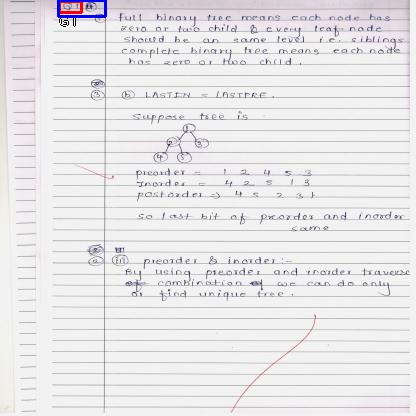 Q1
Full binary tree means each node has
zero or two child & every leaf node
should be an same level i.e. siblings
complete binary tree means each node
has zero or two child.
③ ⓑ LASTIN = LASTPRE.
Suppose tree is
1
2 3
4 5
preorder = 1 2 4 5 3
Inorder = 4 2 5 1 3
postorder => 4 5 2 3 1
so last bit of preorder and inorder
same
ⓐ (iii) preorder & inorder :-
By using preorder and inorder traverse
combination we can do only
or find unique tree.